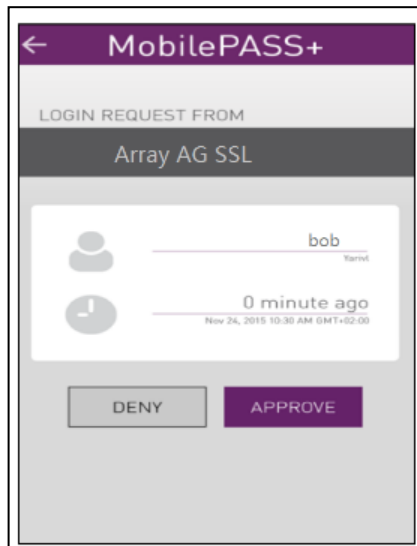 MobilePASS+
LOGIN REQUEST FROM
Array AG SSL
bob
Yarivl
0 minute ago
Nov 24, 2015 10:30 AM GMT+02:00
DENY
APPROVE